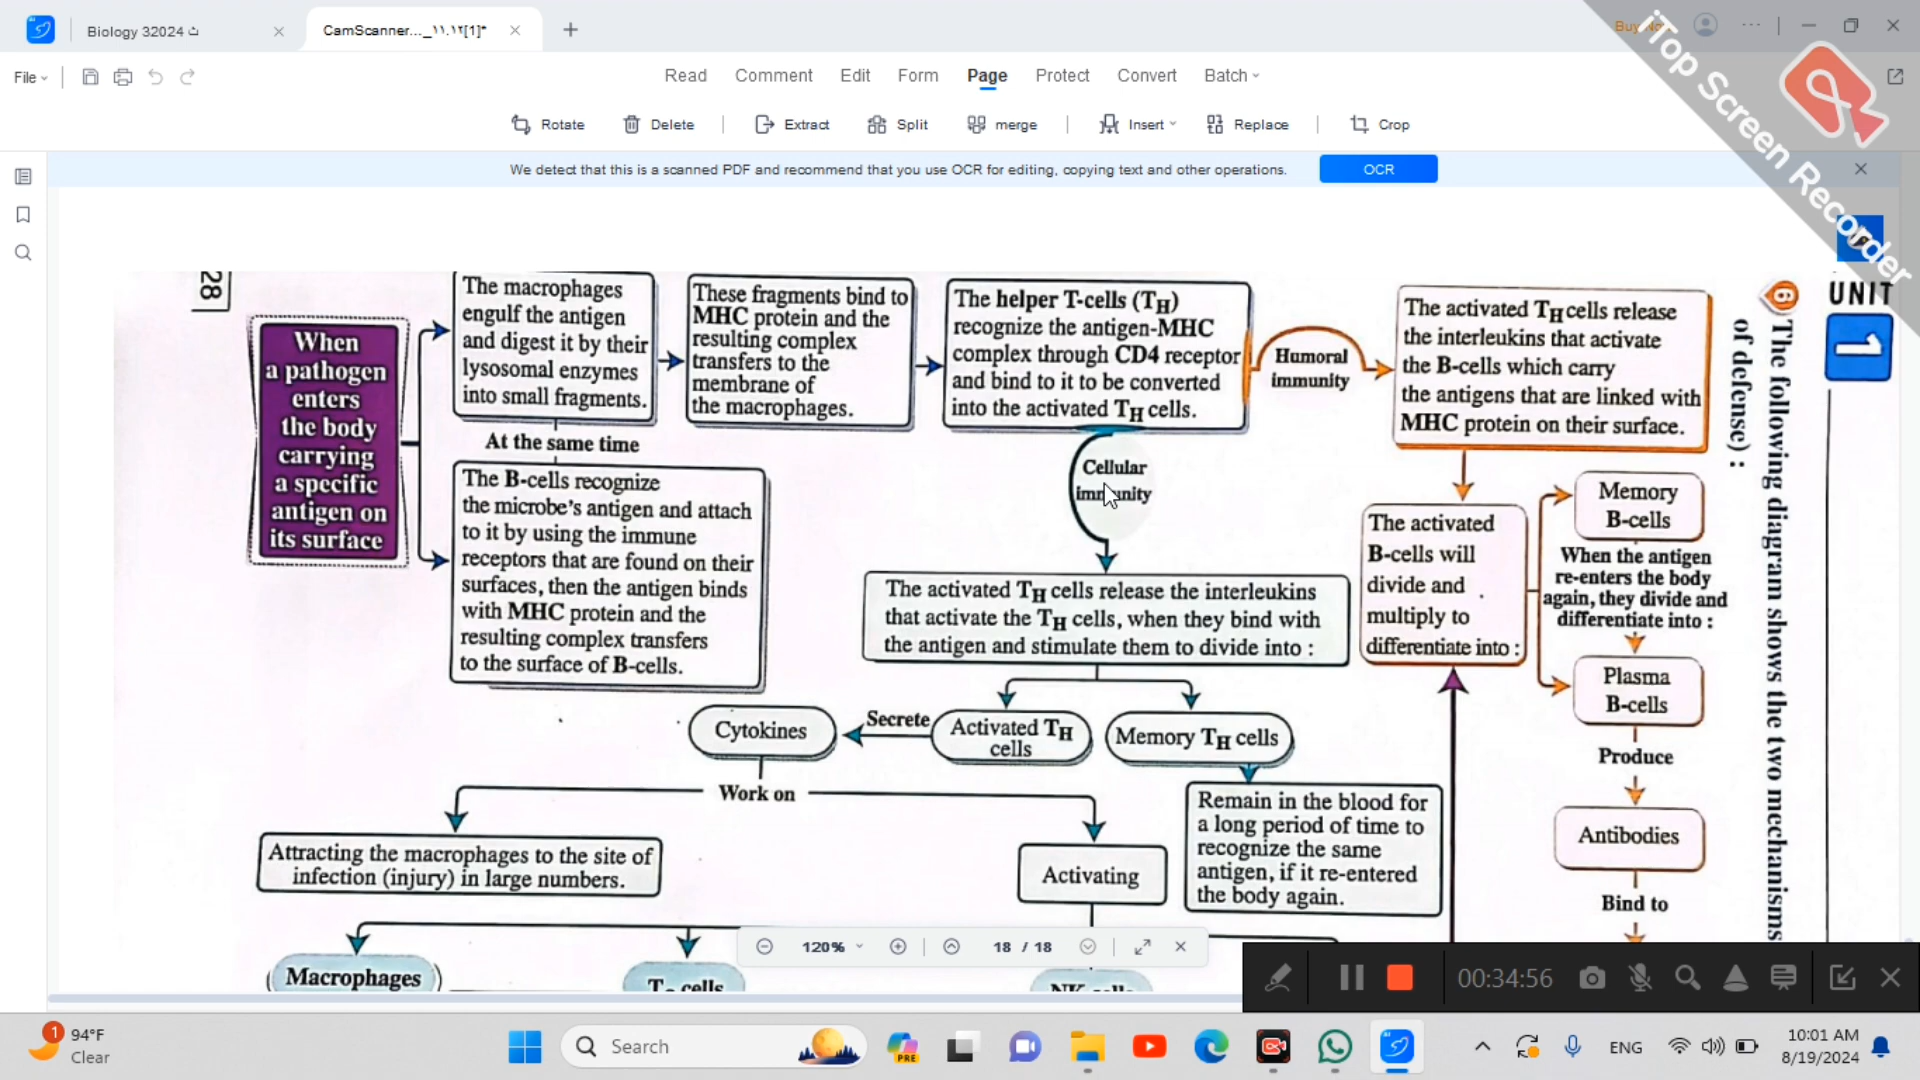 Biology 32024
CamScanner..._١١.١٢[1]*
Buy Now
iTop Screen Recorder
File
Read
Comment
Edit
Form
Page
Protect
Convert
Batch
Rotate
Delete
Extract
Split
merge
Insert
Replace
Crop
We detect that this is a scanned PDF and recommend that you use OCR for editing, copying text and other operations.
OCR
28
UNIT
1
6 The following diagram shows the two mechanisms
of defense) :
When
a pathogen
enters
the body
carrying
a specific
antigen on
its surface
The macrophages
engulf the antigen
and digest it by their
lysosomal enzymes
into small fragments.
These fragments bind to
MHC protein and the
resulting complex
transfers to the
membrane of
the macrophages.
The helper T-cells (TH)
recognize the antigen-MHC
complex through CD4 receptor
and bind to it to be converted
into the activated TH cells.
Humoral
immunity
The activated TH cells release
the interleukins that activate
the B-cells which carry
the antigens that are linked with
MHC protein on their surface.
At the same time
The B-cells recognize
the microbe's antigen and attach
to it by using the immune
receptors that are found on their
surfaces, then the antigen binds
with MHC protein and the
resulting complex transfers
to the surface of B-cells.
Cellular
immunity
The activated TH cells release the interleukins
that activate the TH cells, when they bind with
the antigen and stimulate them to divide into :
The activated
B-cells will
divide and
multiply to
differentiate into :
Memory
B-cells
When the antigen
re-enters the body
again, they divide and
differentiate into :
Plasma
B-cells
Produce
Antibodies
Bind to
Cytokines
Secrete
Activated TH
cells
Memory TH cells
Work on
Remain in the blood for
a long period of time to
recognize the same
antigen, if it re-entered
the body again.
Attracting the macrophages to the site of
infection (injury) in large numbers.
Activating
Macrophages
cells
120%
18 / 18
00:34:56
1
94°F
Clear
Search
PRE
ENG
10:01 AM
8/19/2024